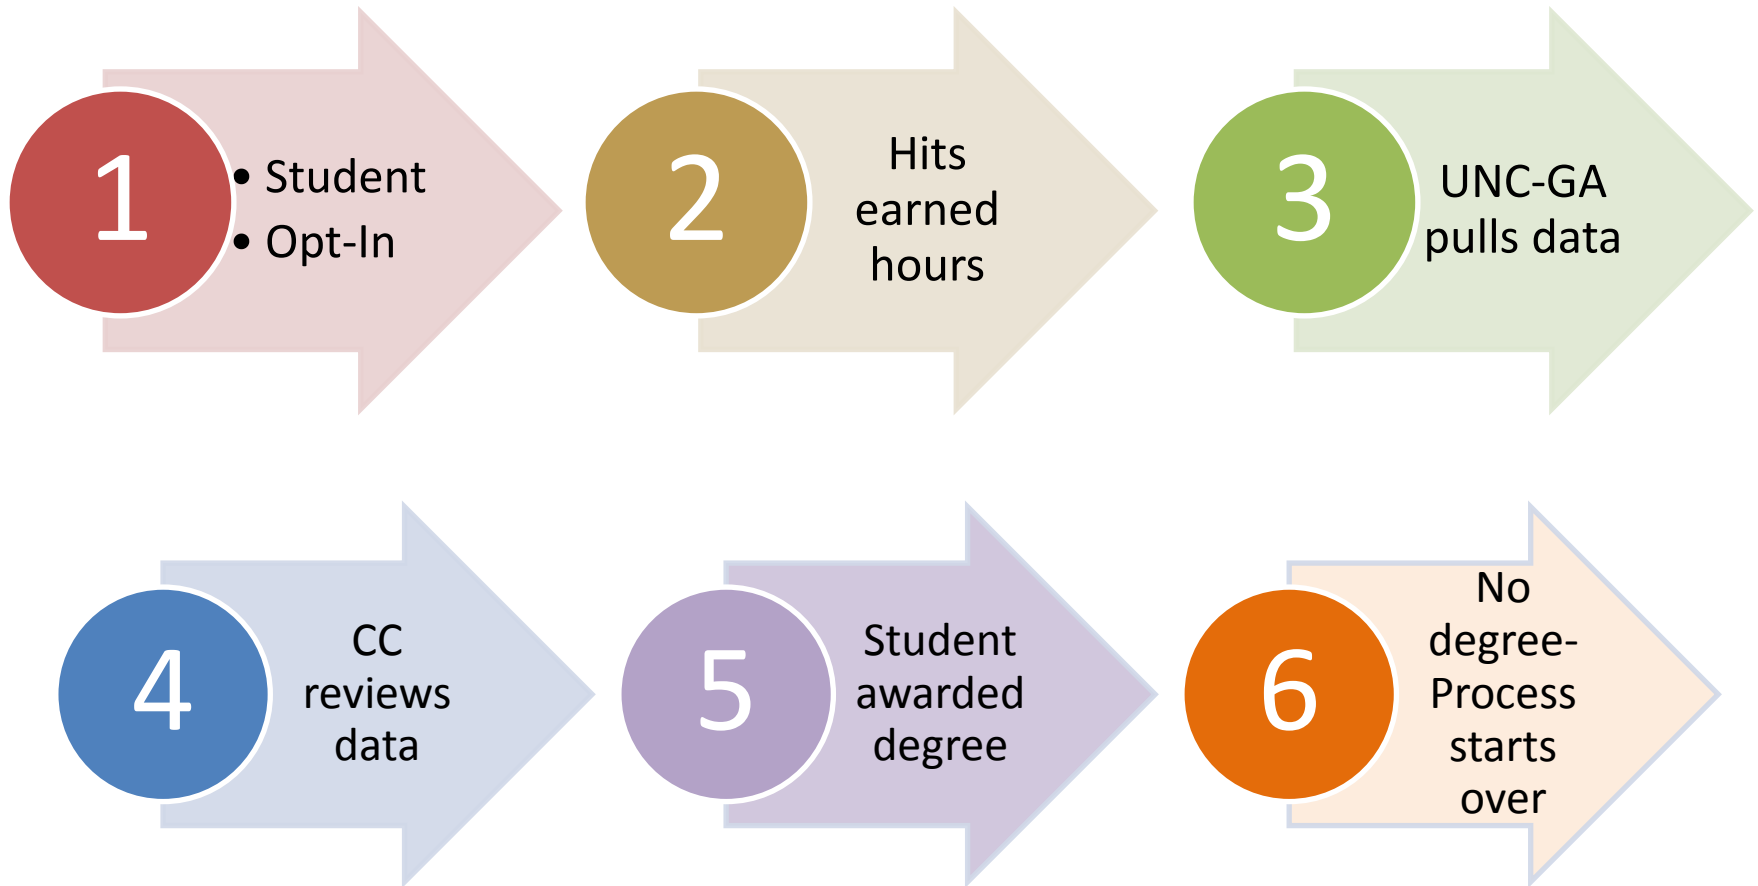 1
• Student
• Opt-In
2
Hits
earned
hours
3
UNC-GA
pulls data
4
CC
reviews
data
5
Student
awarded
degree
6
No
degree-
Process
starts
over